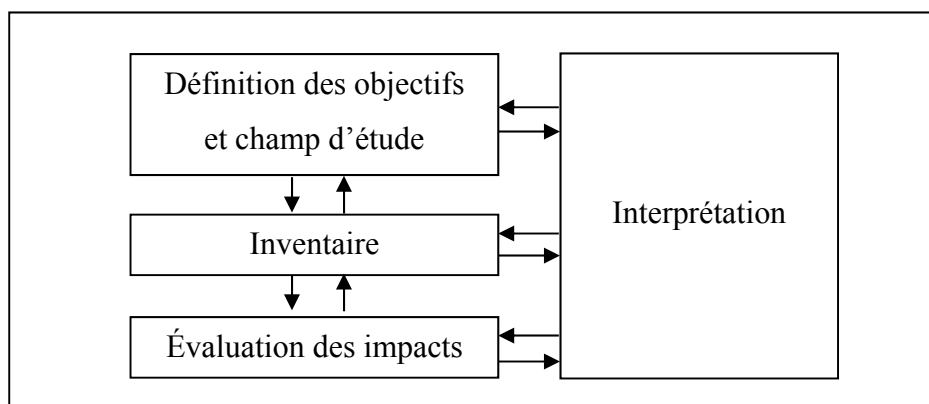 Définition des objectifs
et champ d’étude
Interprétation
Inventaire
Évaluation des impacts